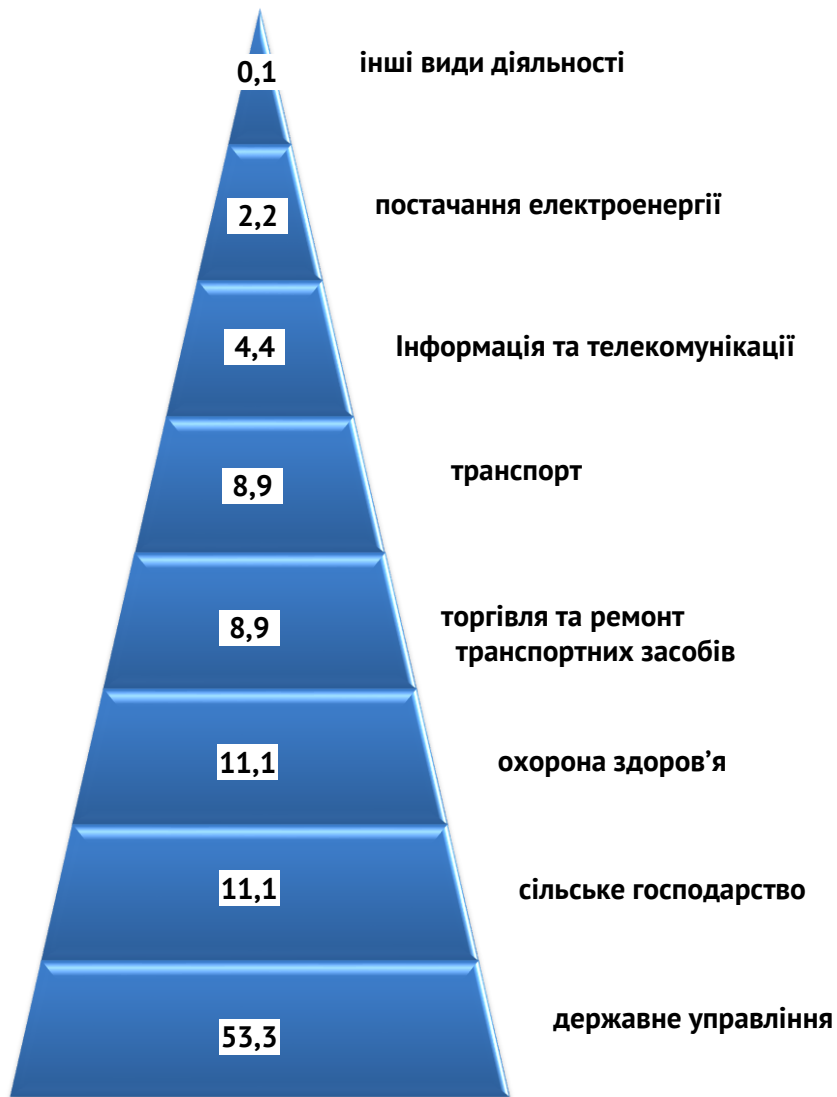 0,1
інші види діяльності
2,2
постачання електроенергії
4,4
Інформація та телекомунікації
8,9
транспорт
8,9
торгівля та ремонт
транспортних засобів
11,1
охорона здоров’я
11,1
сільське господарство
53,3
державне управління